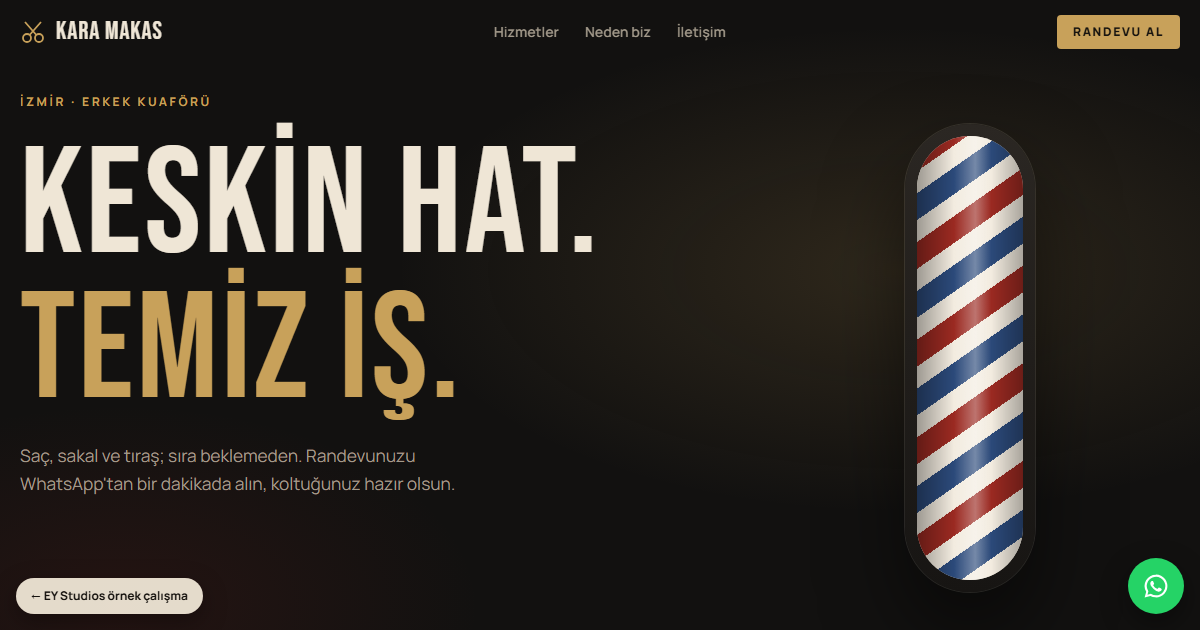 KARA MAKAS
Hizmetler
Neden biz
İletişim
RANDEVU AL
İZMİR · ERKEK KUAFÖRÜ
KESKİN HAT.
TEMİZ İŞ.
Saç, sakal ve tıraş; sıra beklemeden. Randevunuzu
WhatsApp'tan bir dakikada alın, koltuğunuz hazır olsun.
← EY Studios örnek çalışma